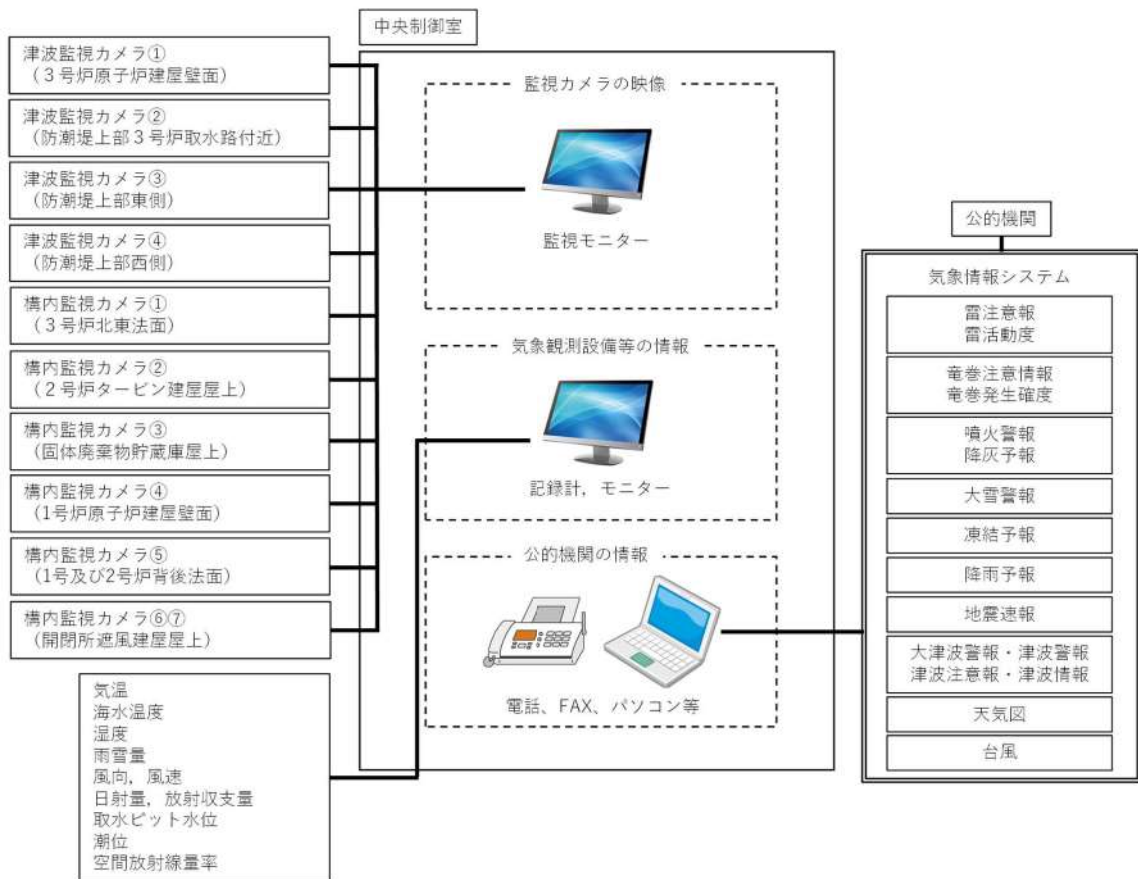 中央制御室
津波監視カメラ①
(３号炉原子炉建屋壁面)
津波監視カメラ②
(防潮堤上部３号炉取水路付近)
津波監視カメラ③
(防潮堤上部東側)
津波監視カメラ④
(防潮堤上部西側)
構内監視カメラ①
(３号炉北東法面)
構内監視カメラ②
(２号炉タービン建屋屋上)
構内監視カメラ③
(固体廃棄物貯蔵庫屋上)
構内監視カメラ④
(1号炉原子炉建屋壁面)
構内監視カメラ⑤
(1号及び2号炉背後法面)
構内監視カメラ⑥⑦
(開閉所遮風建屋屋上)
気温
海水温度
湿度
雨雪量
風向，風速
日射量，放射収支量
取水ピット水位
潮位
空間放射線量率
監視カメラの映像
監視モニター
気象観測設備等の情報
記録計，モニター
公的機関の情報
電話、FAX、パソコン等
公的機関
気象情報システム
雷注意報
雷活動度
竜巻注意情報
竜巻発生確度
噴火警報
降灰予報
大雪警報
凍結予報
降雨予報
地震速報
大津波警報・津波警報
津波注意報・津波情報
天気図
台風